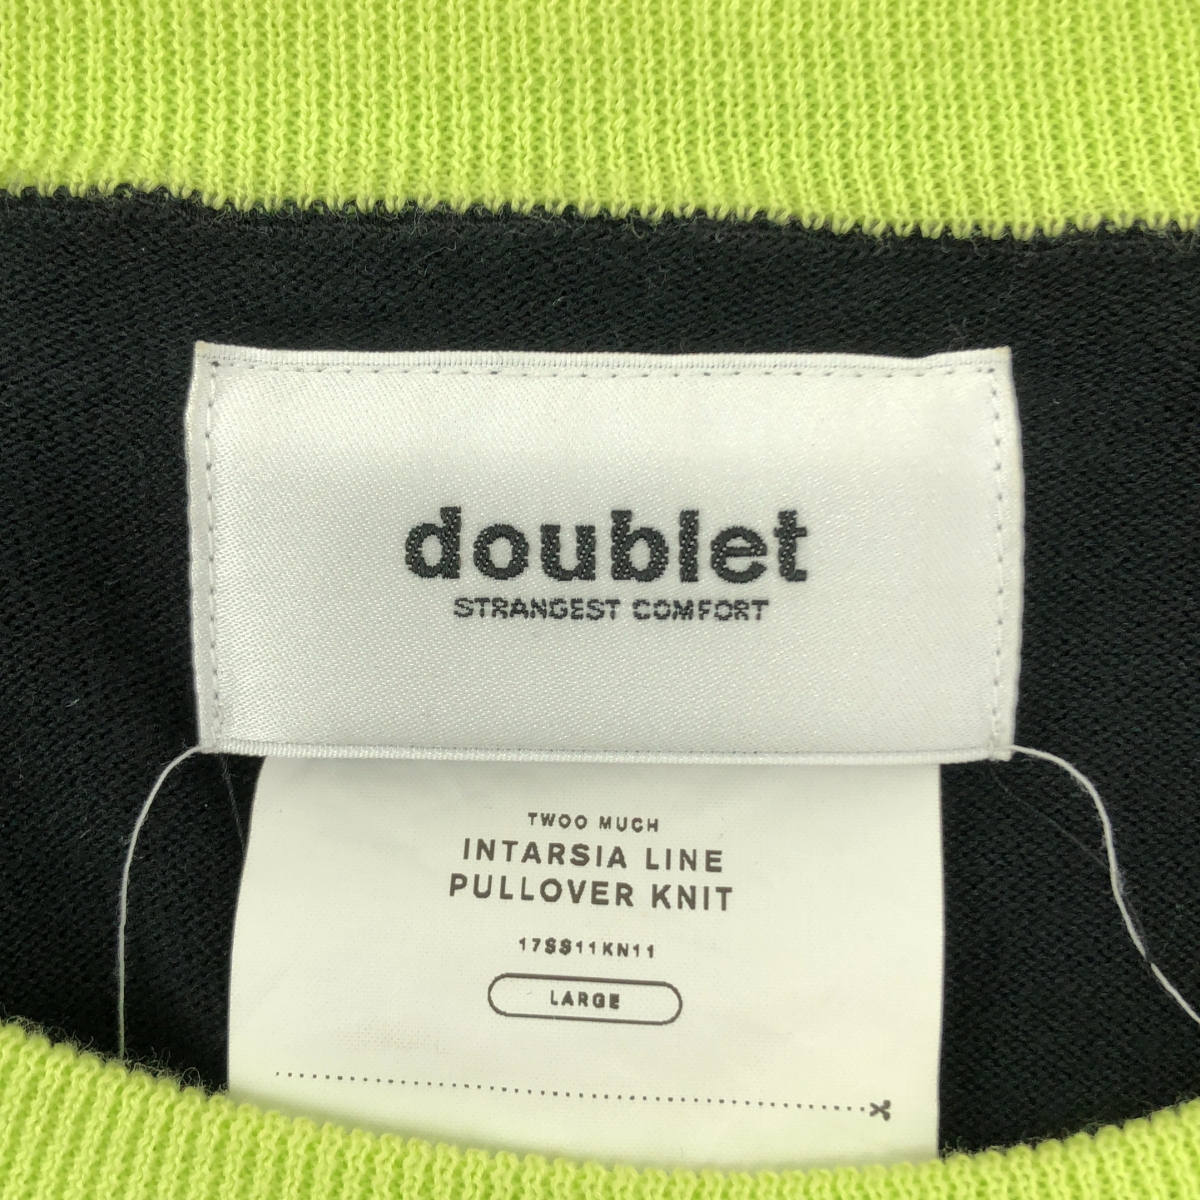 doublet
STRANGEST COMFORT
TWOO MUCH
INTARSIA LINE
PULLOVER KNIT
17SS11KN11
LARGE